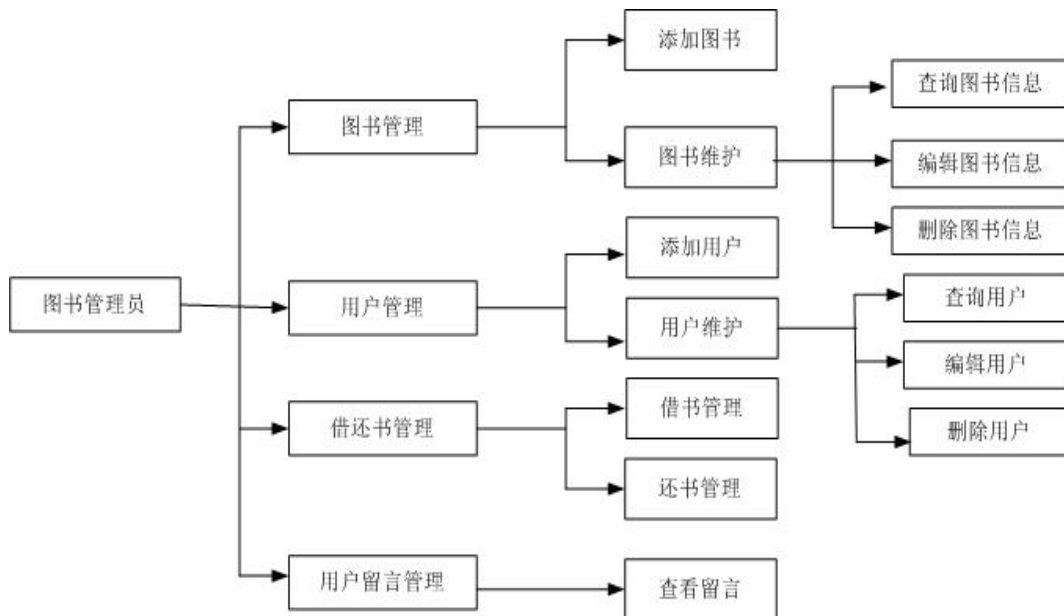 图书管理员
图书管理
添加图书
图书维护
查询图书信息
编辑图书信息
删除图书信息
用户管理
添加用户
用户维护
查询用户
编辑用户
删除用户
借还书管理
借书管理
还书管理
用户留言管理
查看留言